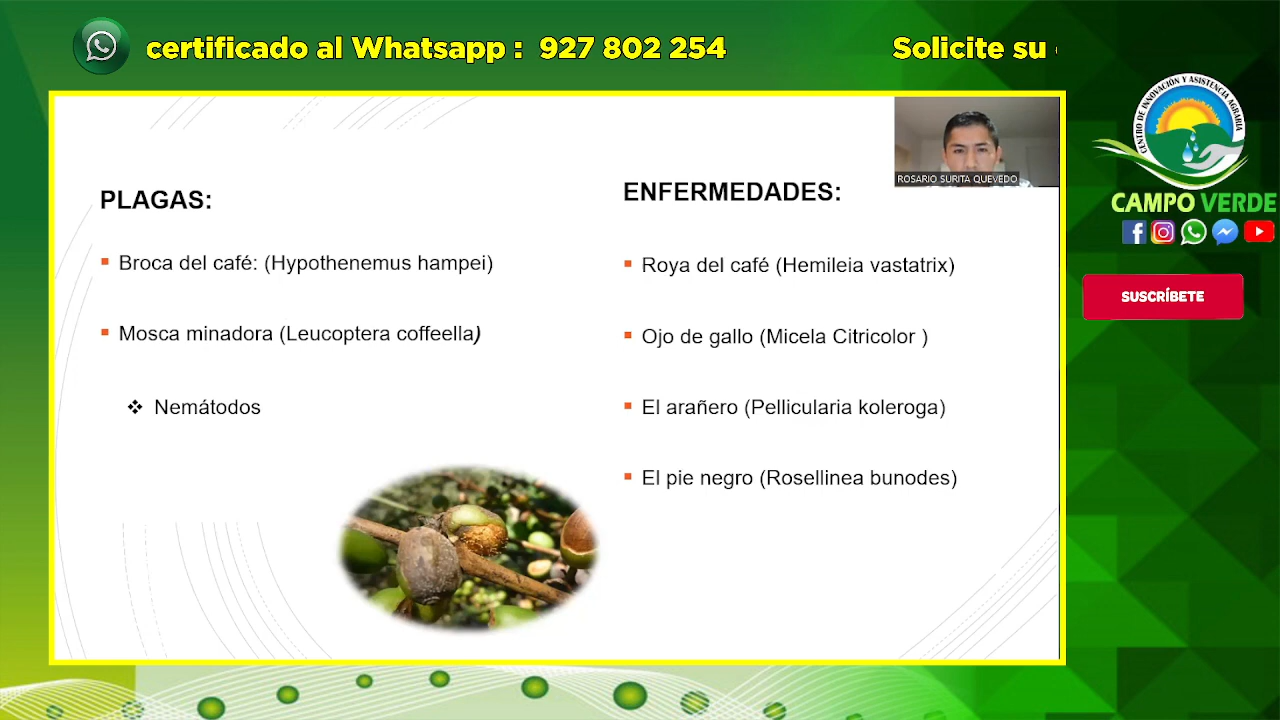 certificado al Whatsapp : 927 802 254
Solicite su
CENTRO DE INNOVACIÓN Y ASISTENCIA AGRARIA
CAMPO VERDE
SUSCRÍBETE
ROSARIO SURITA QUEVEDO
PLAGAS:
Broca del café: (Hypothenemus hampei)
Mosca minadora (Leucoptera coffeella)
Nemátodos
ENFERMEDADES:
Roya del café (Hemileia vastatrix)
Ojo de gallo (Micela Citricolor )
El arañero (Pellicularia koleroga)
El pie negro (Rosellinea bunodes)